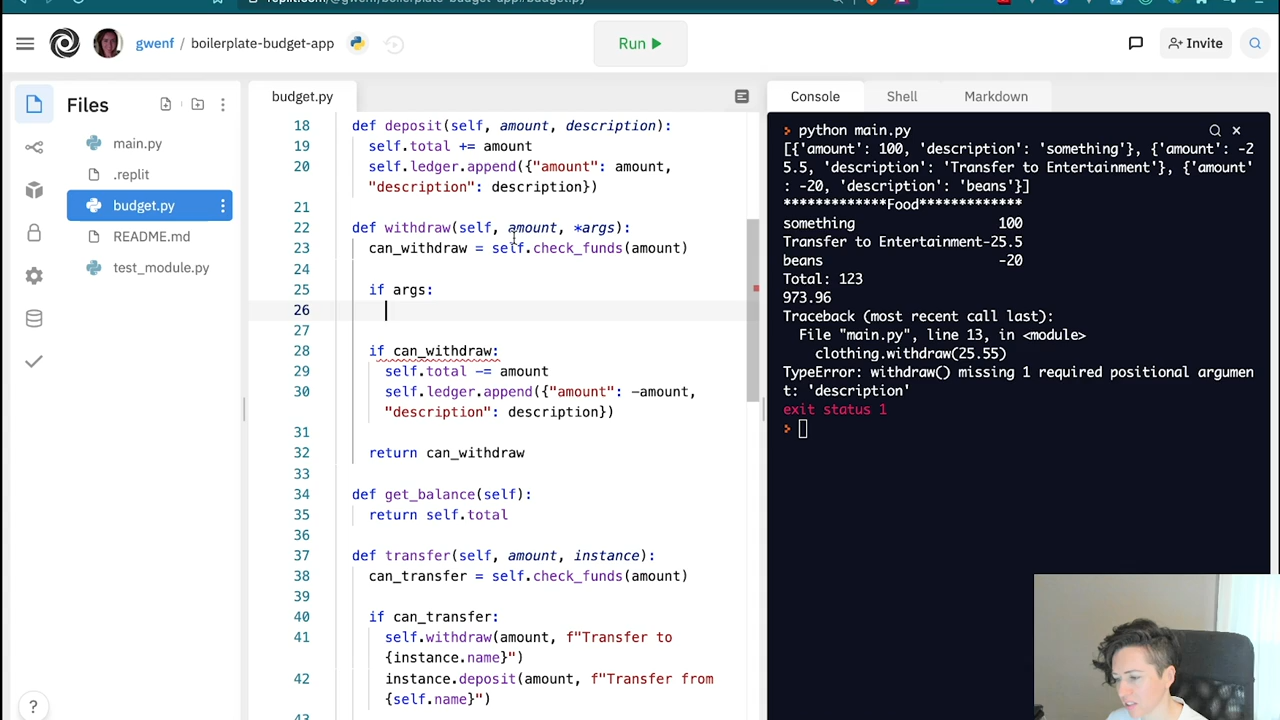 replit.com/@gwenf/boilerplate-budget-app#budget.py
gwenf / boilerplate-budget-app
Run
Invite
Files
main.py
.replit
budget.py
README.md
test_module.py
?
budget.py
18 def deposit(self, amount, description):
19 self.total += amount
20 self.ledger.append({"amount": amount,
"description": description})
21
22 def withdraw(self, amount, *args):
23 can_withdraw = self.check_funds(amount)
24
25 if args:
26
27
28 if can_withdraw:
29 self.total -= amount
30 self.ledger.append({"amount": -amount,
"description": description})
31
32 return can_withdraw
33
34 def get_balance(self):
35 return self.total
36
37 def transfer(self, amount, instance):
38 can_transfer = self.check_funds(amount)
39
40 if can_transfer:
41 self.withdraw(amount, f"Transfer to
{instance.name}")
42 instance.deposit(amount, f"Transfer from
{self.name}")
43
Console Shell Markdown
python main.py
[{'amount': 100, 'description': 'something'}, {'amount': -2
5.5, 'description': 'Transfer to Entertainment'}, {'amount'
: -20, 'description': 'beans'}]
*************Food*************
something 100
Transfer to Entertainment-25.5
beans -20
Total: 123
973.96
Traceback (most recent call last):
File "main.py", line 13, in <module>
clothing.withdraw(25.55)
TypeError: withdraw() missing 1 required positional argumen
t: 'description'
exit status 1